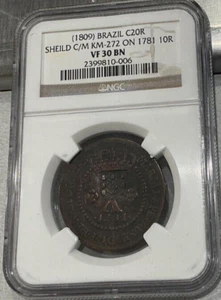 (1809) BRAZIL C20R
SHEILD C/M KM-272 ON 1781 10R
VF 30 BN
2399810-006
NGC